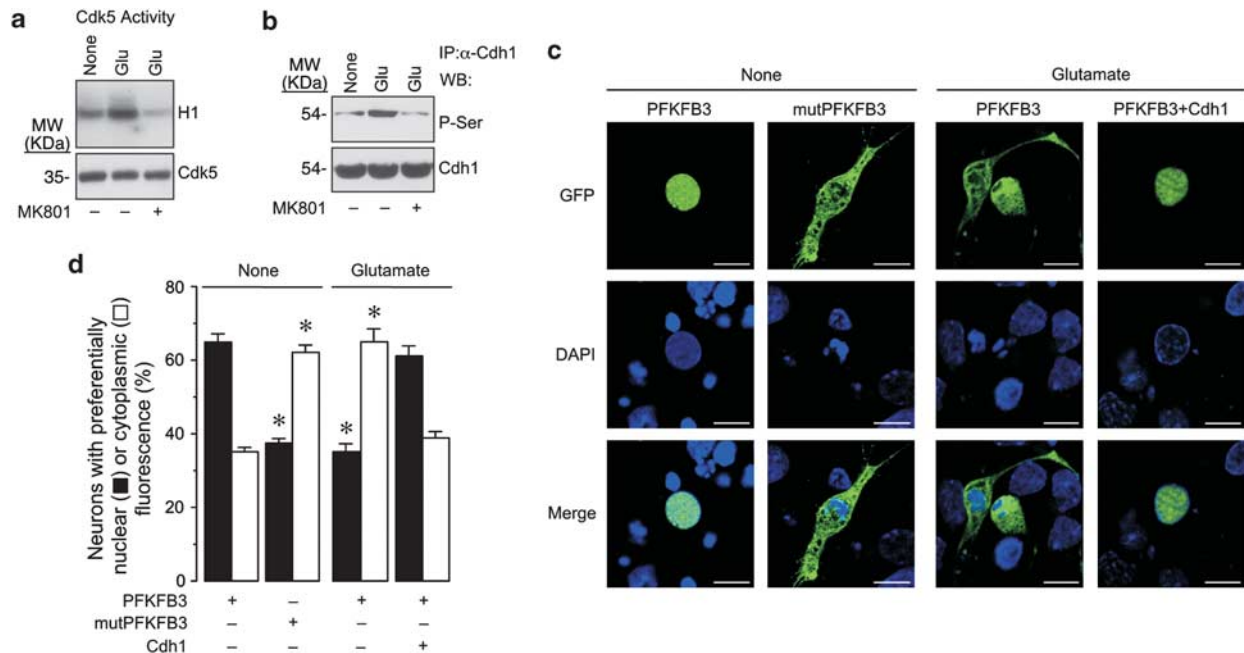 a
Cdk5 Activity
None
Glu
Glu
H1
MW
(KDa)
35-
Cdk5
MK801
– – +
b
IP:α-Cdh1
None
Glu
Glu
WB:
MW
(KDa)
54-
P-Ser
54-
Cdh1
MK801
– – +
c
None
Glutamate
PFKFB3
mutPFKFB3
PFKFB3
PFKFB3+Cdh1
GFP
DAPI
Merge
d
None
Glutamate
Neurons with preferentially
nuclear (■) or cytoplasmic (□)
fluorescence (%)
80
60
40
20
0
*
*
*
*
PFKFB3 + – + +
mutPFKFB3 – + – –
Cdh1 – – – +